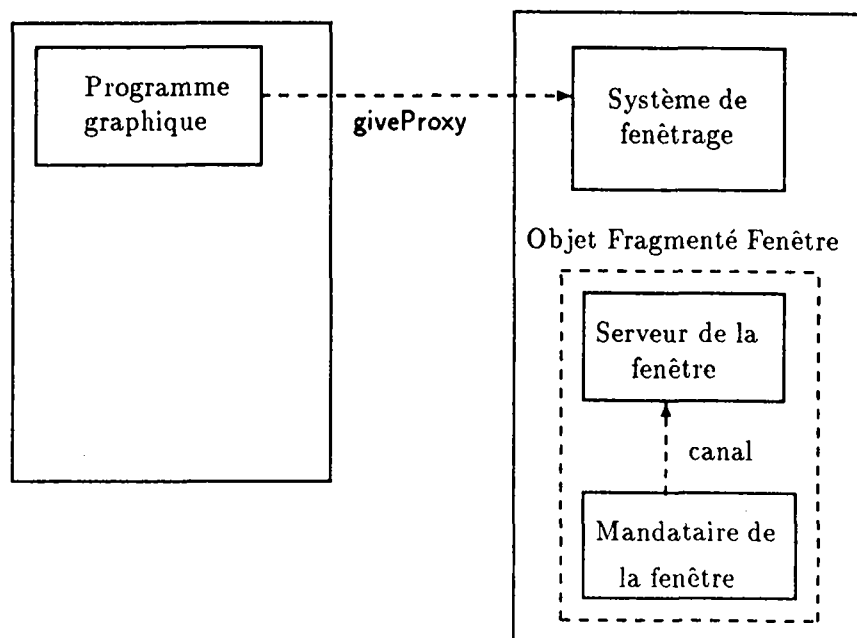 Programme
graphique
giveProxy
Système de
fenêtrage
Objet Fragmenté Fenêtre
Serveur de la
fenêtre
canal
Mandataire de
la fenêtre